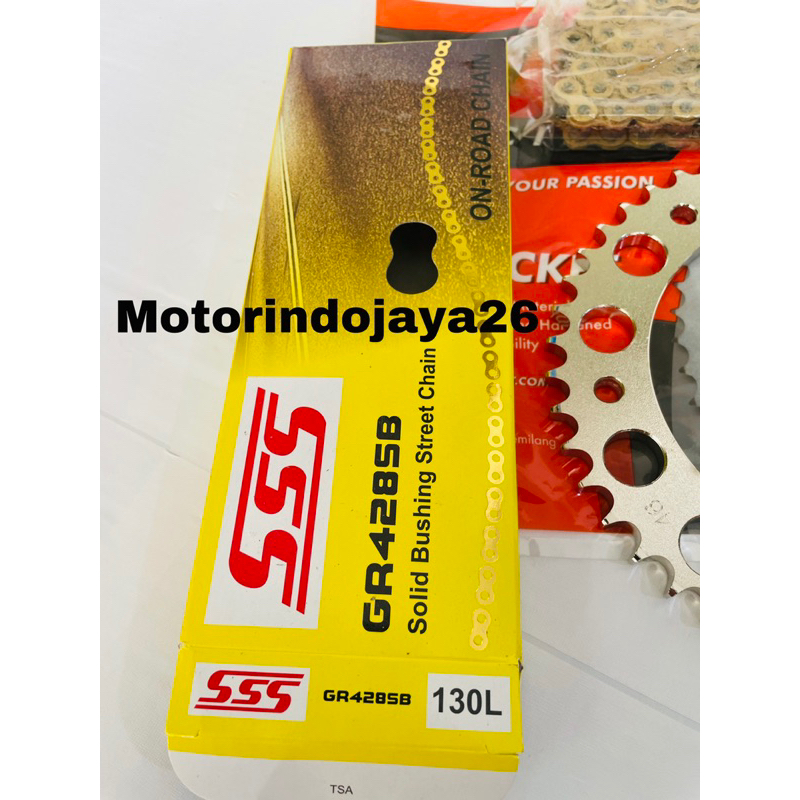 ON-ROAD CHAIN
YOUR PASSION
Motorindojaya26
SSS
GR428SB
Solid Bushing Street Chain
SSS
GR428SB
130L
TSA